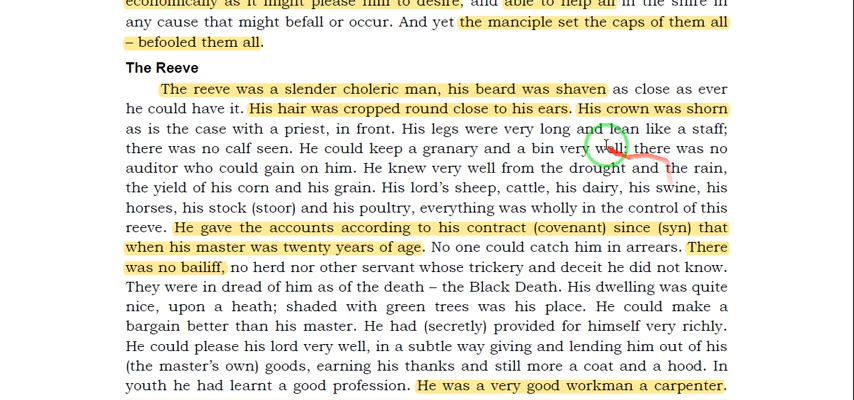 economically as it might please him to desire, and able to help all in the shire in
any cause that might befall or occur. And yet the manciple set the caps of them all
– befooled them all.
The Reeve
The reeve was a slender choleric man, his beard was shaven as close as ever
he could have it. His hair was cropped round close to his ears. His crown was shorn
as is the case with a priest, in front. His legs were very long and lean like a staff;
there was no calf seen. He could keep a granary and a bin very well; there was no
auditor who could gain on him. He knew very well from the drought and the rain,
the yield of his corn and his grain. His lord's sheep, cattle, his dairy, his swine, his
horses, his stock (stoor) and his poultry, everything was wholly in the control of this
reeve. He gave the accounts according to his contract (covenant) since (syn) that
when his master was twenty years of age. No one could catch him in arrears. There
was no bailiff, no herd nor other servant whose trickery and deceit he did not know.
They were in dread of him as of the death – the Black Death. His dwelling was quite
nice, upon a heath; shaded with green trees was his place. He could make a
bargain better than his master. He had (secretly) provided for himself very richly.
He could please his lord very well, in a subtle way giving and lending him out of his
(the master's own) goods, earning his thanks and still more a coat and a hood. In
youth he had learnt a good profession. He was a very good workman a carpenter.